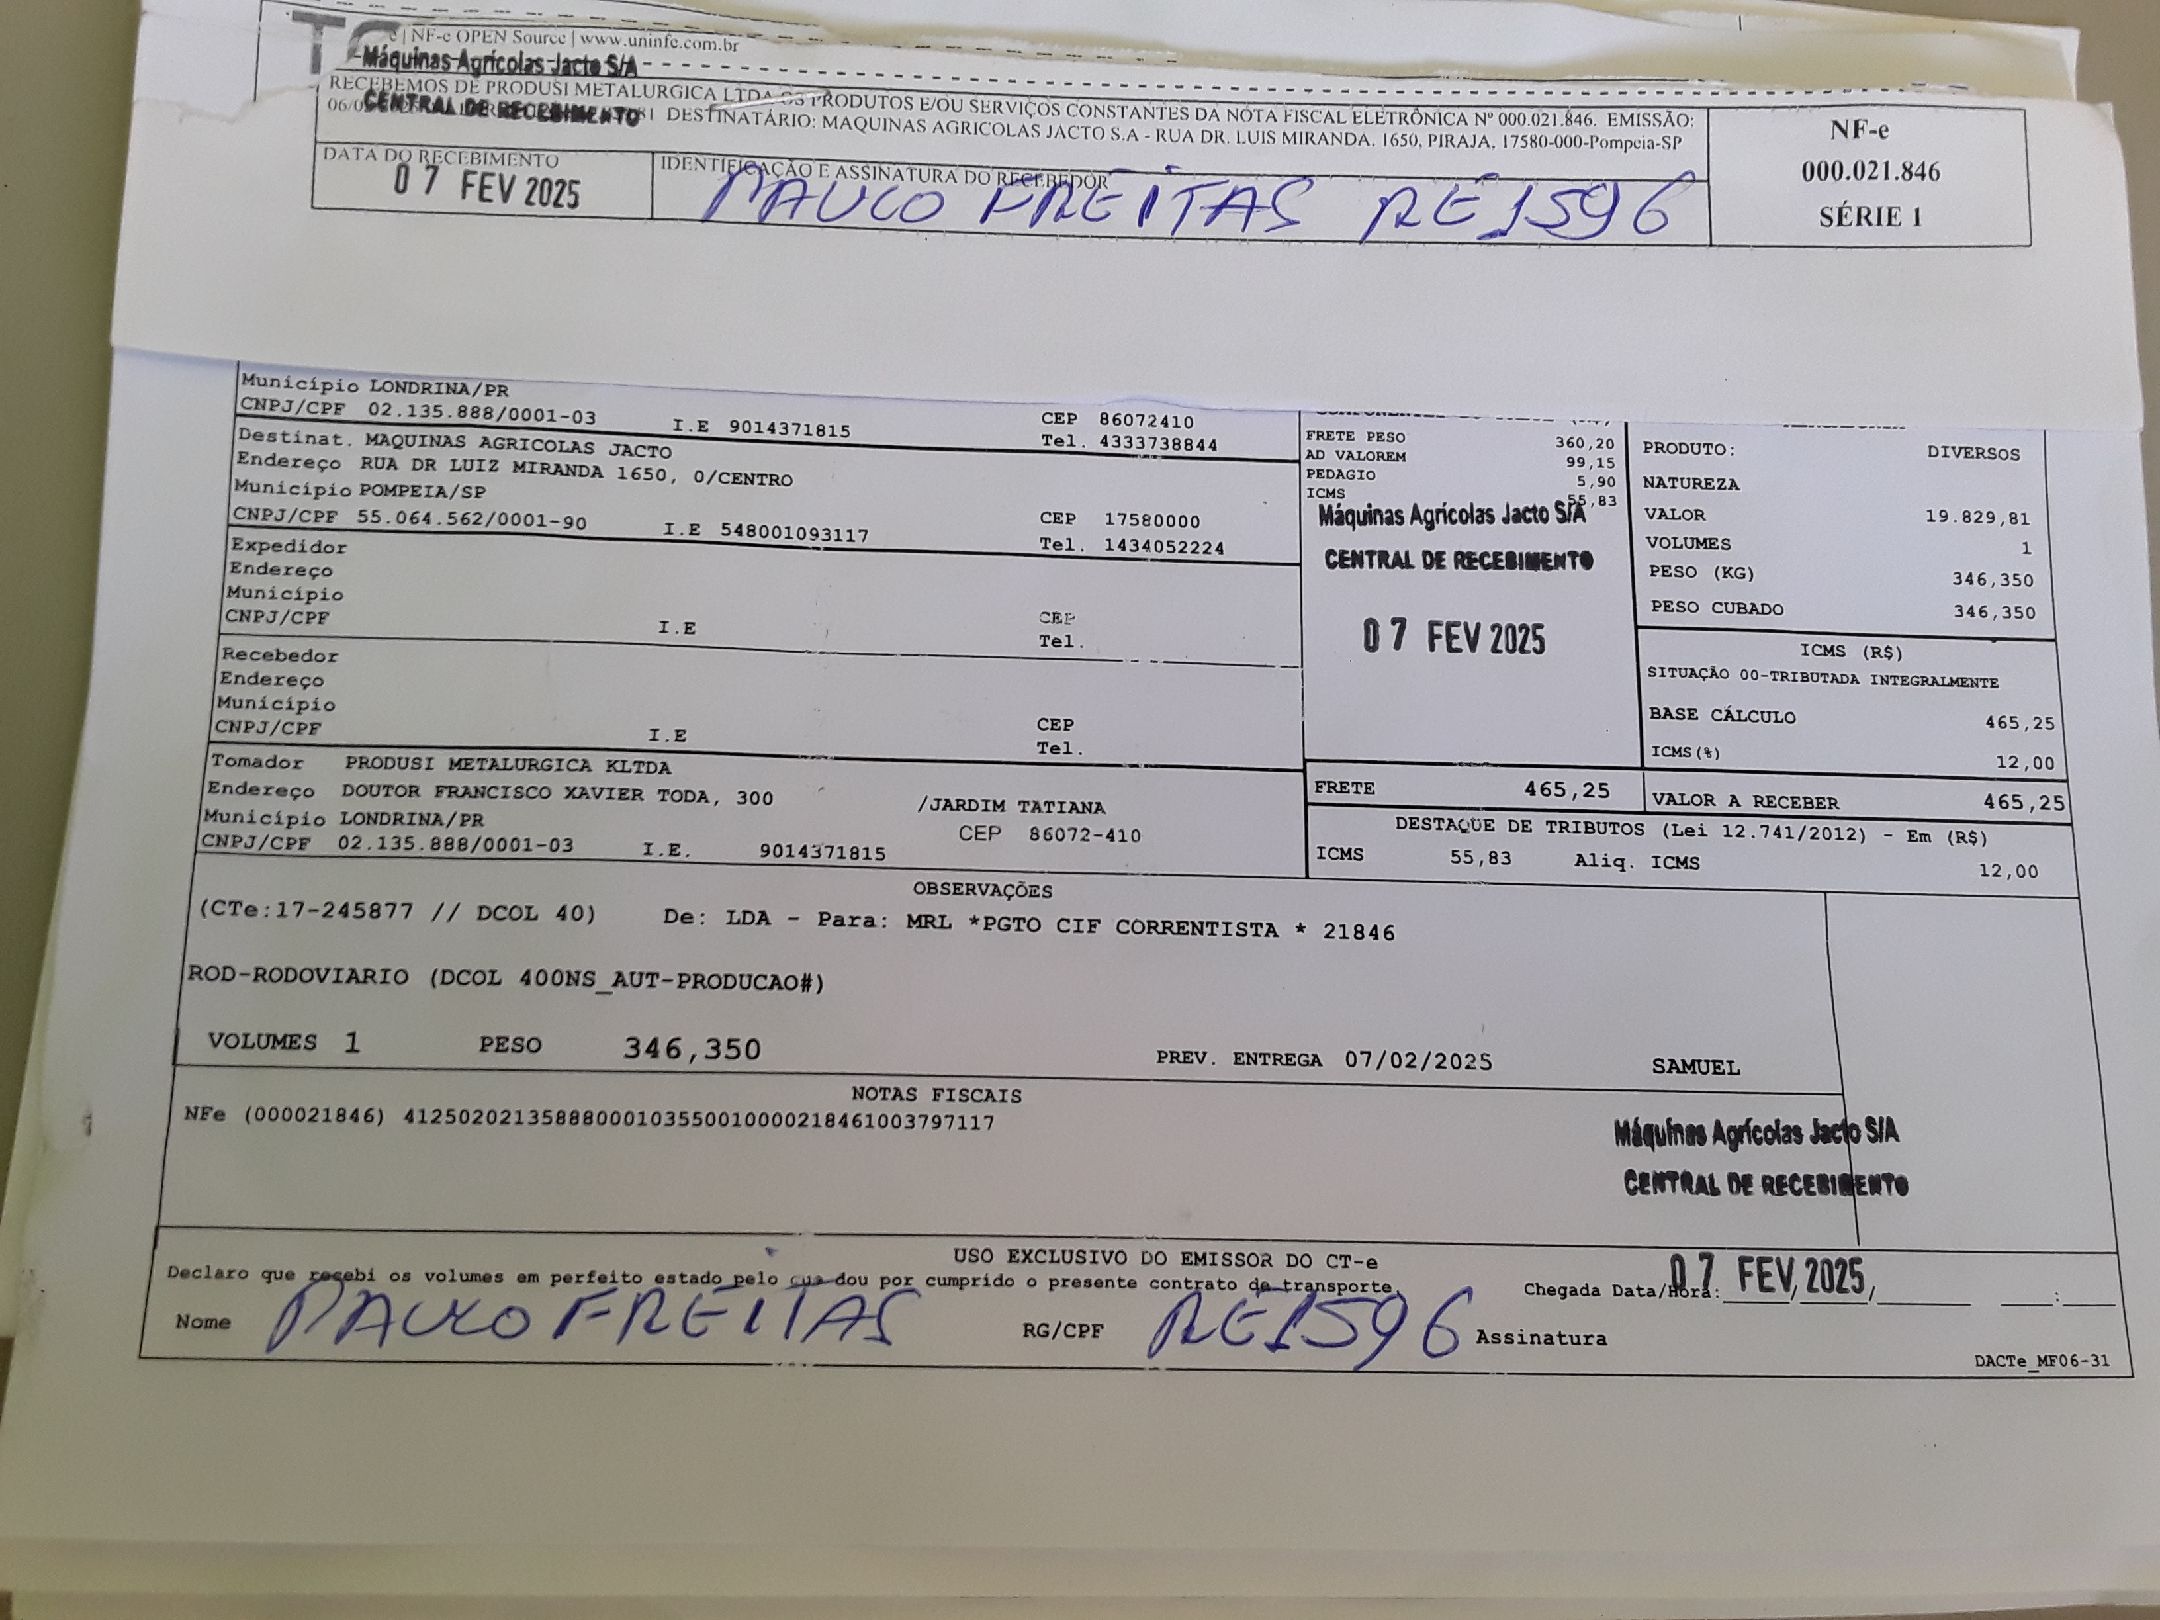 | NF-e OPEN Source | www.uninfe.com.br
Máquinas Agrícolas Jacto S/A
RECEBEMOS DE PRODUSI METALURGICA LTDA OS PRODUTOS E/OU SERVIÇOS CONSTANTES DA NOTA FISCAL ELETRÔNICA Nº 000.021.846. EMISSÃO:
CENTRAL DE RECEBIMENTO
DESTINATÁRIO: MAQUINAS AGRICOLAS JACTO S.A - RUA DR. LUIS MIRANDA, 1650, PIRAJA, 17580-000-Pompeia-SP
NF-e
000.021.846
SÉRIE 1
DATA DO RECEBIMENTO
07 FEV 2025
IDENTIFICAÇÃO E ASSINATURA DO RECEBEDOR
PAULO FREITAS RE1596
Município LONDRINA/PR
CNPJ/CPF 02.135.888/0001-03 I.E 9014371815
CEP 86072410
Tel. 4333738844
Destinat. MAQUINAS AGRICOLAS JACTO
Endereço RUA DR LUIZ MIRANDA 1650, 0/CENTRO
Município POMPEIA/SP
CNPJ/CPF 55.064.562/0001-90 I.E 548001093117
CEP 17580000
Tel. 1434052224
Expedidor
Endereço
Município
CNPJ/CPF I.E
CEP
Tel.
Recebedor
Endereço
Município
CNPJ/CPF I.E
CEP
Tel.
Tomador PRODUSI METALURGICA KLTDA
Endereço DOUTOR FRANCISCO XAVIER TODA, 300 /JARDIM TATIANA
Município LONDRINA/PR CEP 86072-410
CNPJ/CPF 02.135.888/0001-03 I.E. 9014371815
FRETE PESO 360,20
AD VALOREM 99,15
PEDAGIO 5,90
ICMS 55,83
Máquinas Agrícolas Jacto S/A
CENTRAL DE RECEBIMENTO
07 FEV 2025
PRODUTO: DIVERSOS
NATUREZA
VALOR 19.829,81
VOLUMES 1
PESO (KG) 346,350
PESO CUBADO 346,350
ICMS (R$)
SITUAÇÃO 00-TRIBUTADA INTEGRALMENTE
BASE CÁLCULO 465,25
ICMS(%) 12,00
FRETE 465,25
VALOR A RECEBER 465,25
DESTAQUE DE TRIBUTOS (Lei 12.741/2012) - Em (R$)
ICMS 55,83 Aliq. ICMS 12,00
OBSERVAÇÕES
(CTe:17-245877 // DCOL 40) De: LDA - Para: MRL *PGTO CIF CORRENTISTA * 21846
ROD-RODOVIARIO (DCOL 400NS_AUT-PRODUCAO#)
VOLUMES 1 PESO 346,350 PREV. ENTREGA 07/02/2025 SAMUEL
NOTAS FISCAIS
NFe (000021846) 41250202135888000103550010000218461003797117
Máquinas Agrícolas Jacto S/A
CENTRAL DE RECEBIMENTO
07 FEV 2025
USO EXCLUSIVO DO EMISSOR DO CT-e
Declaro que recebi os volumes em perfeito estado pelo que dou por cumprido o presente contrato de transporte.
Chegada Data/Hora: __/__/__ __:__
Nome PAULO FREITAS RG/CPF RE1596 Assinatura
DACTe_MF06-31